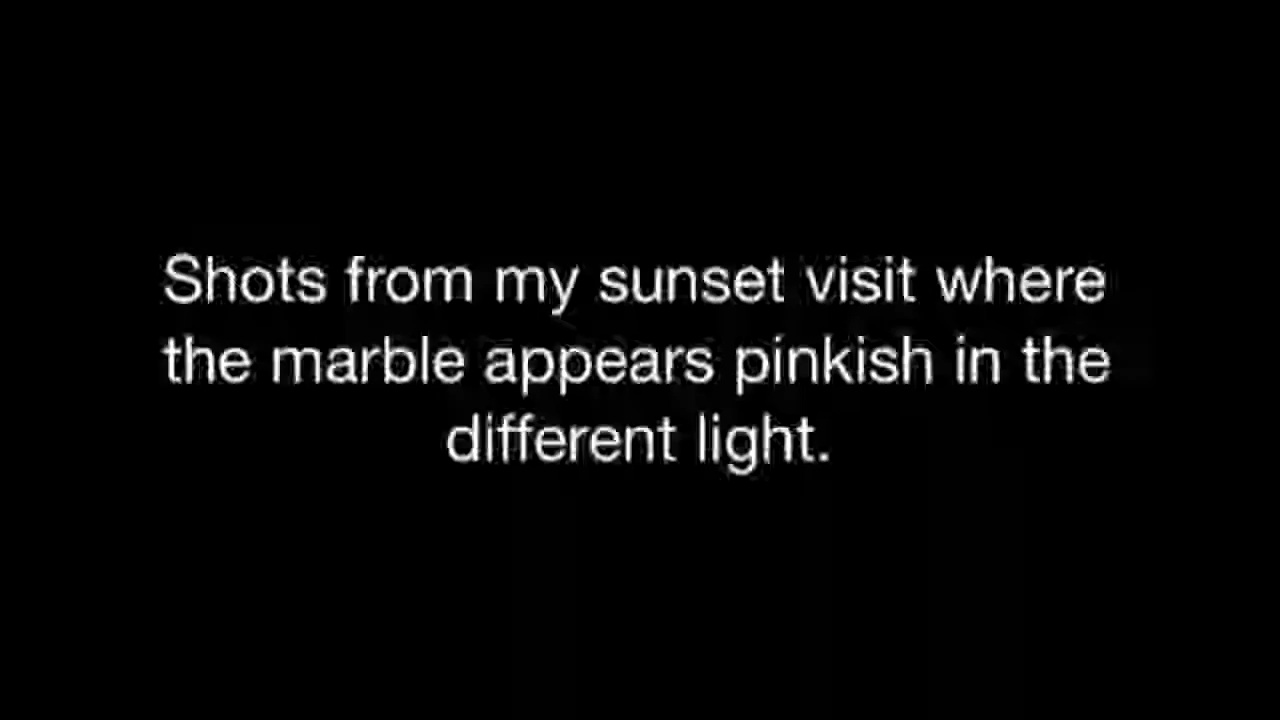 Shots from my sunset visit where
the marble appears pinkish in the
different light.